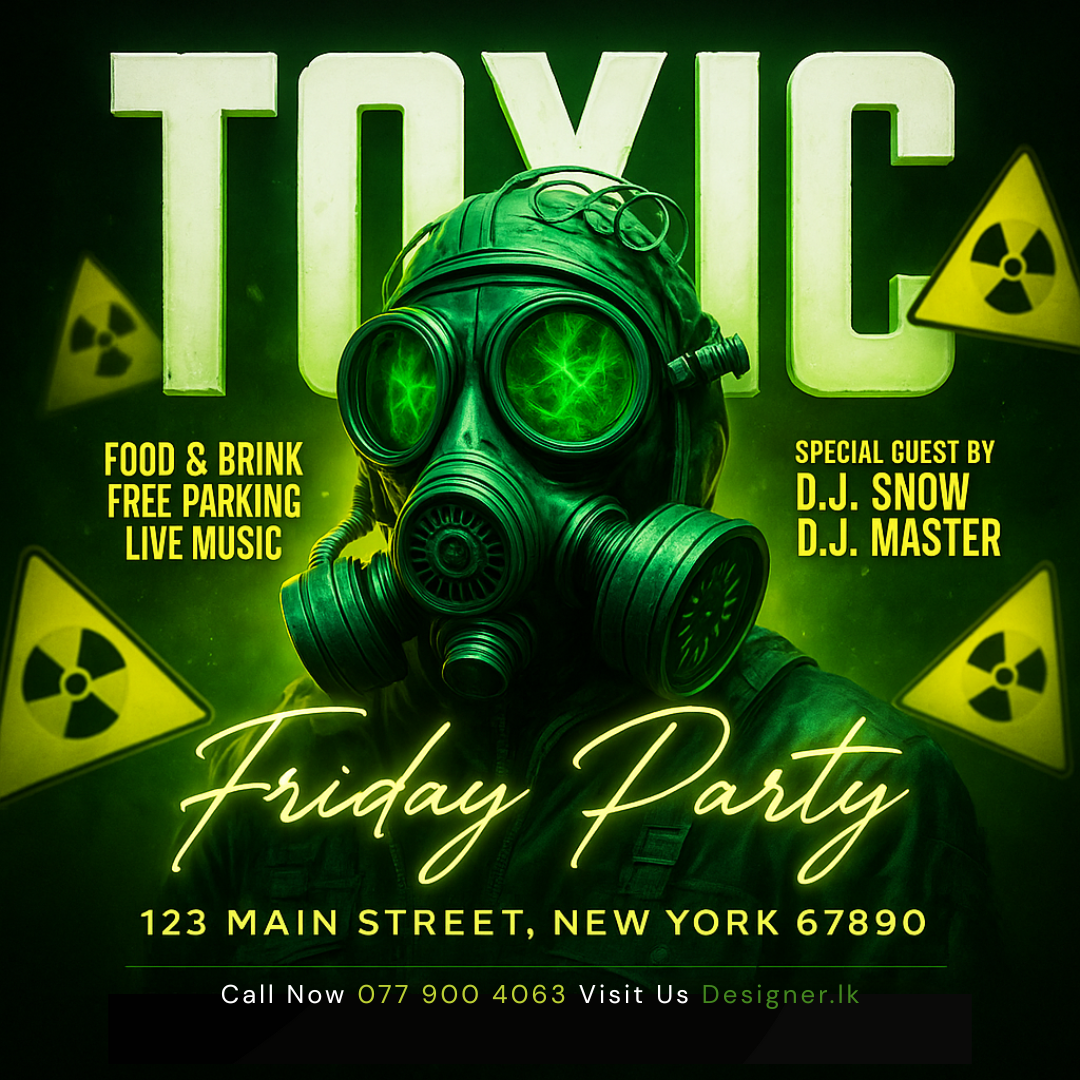 TOXIC
FOOD & BRINK
FREE PARKING
LIVE MUSIC
SPECIAL GUEST BY
D.J. SNOW
D.J. MASTER
Friday Party
123 MAIN STREET, NEW YORK 67890
Call Now 077 900 4063 Visit Us Designer.lk